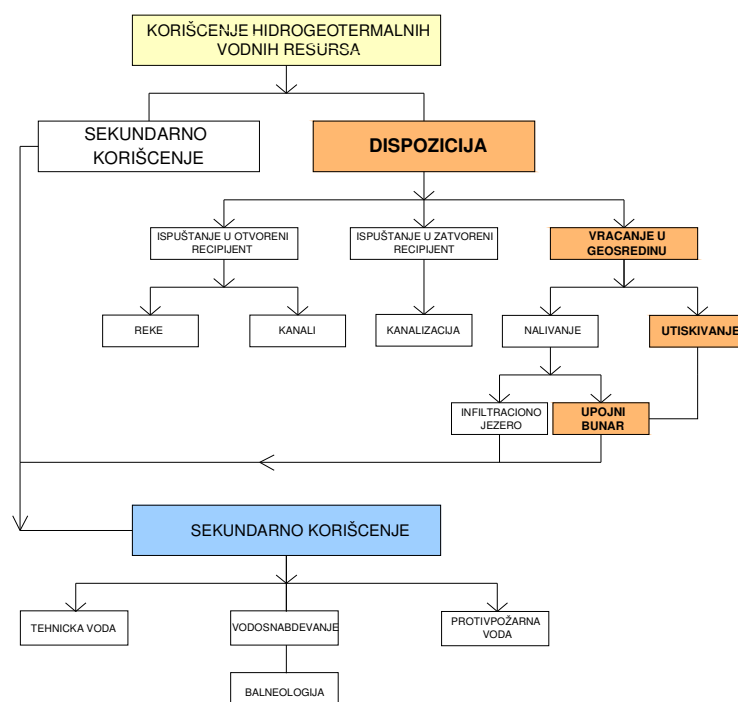 KORIŠCENJE HIDROGEOTERMALNIH
VODNIH RESURSA
SEKUNDARNO
KORIŠCENJE
DISPOZICIJA
ISPUŠTANJE U OTVORENI
RECIPIJENT
ISPUŠTANJE U ZATVORENI
RECIPIJENT
VRACANJE U
GEOSREDINU
REKE
KANALI
KANALIZACIJA
NALIVANJE
UTISKIVANJE
INFILTRACIONO
JEZERO
UPOJNI
BUNAR
SEKUNDARNO KORIŠCENJE
TEHNICKA VODA
VODOSNABDEVANJE
PROTIVPOŽARNA
VODA
BALNEOLOGIJA